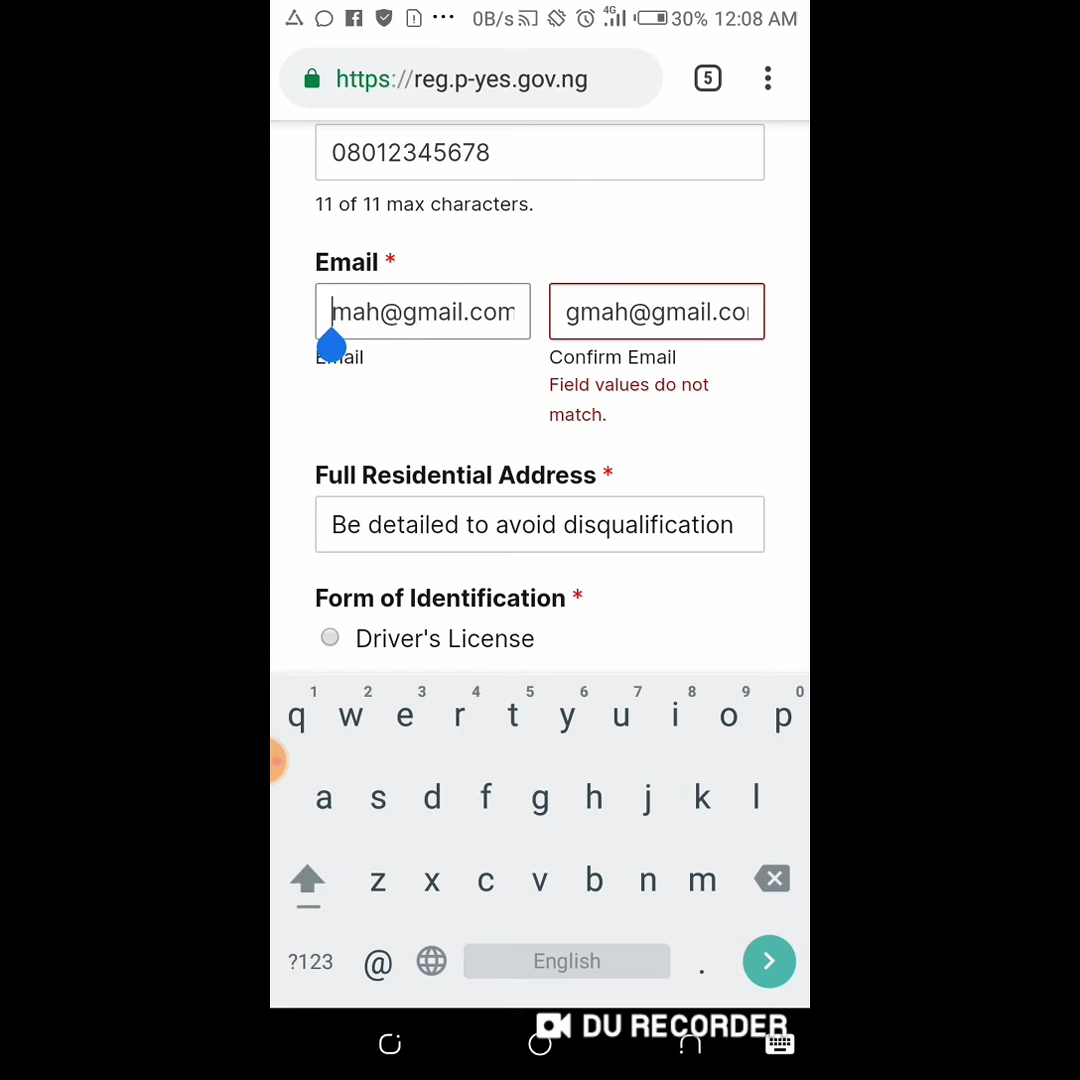 0B/s 4G 30% 12:08 AM
https://reg.p-yes.gov.ng 5
08012345678
11 of 11 max characters.
Email *
mah@gmail.com gmah@gmail.co
Email Confirm Email
Field values do not
match.
Full Residential Address *
Be detailed to avoid disqualification
Form of Identification *
Driver's License
1 2 3 4 5 6 7 8 9 0
q w e r t y u i o p
a s d f g h j k l
z x c v b n m
?123 @ English .
DU RECORDER